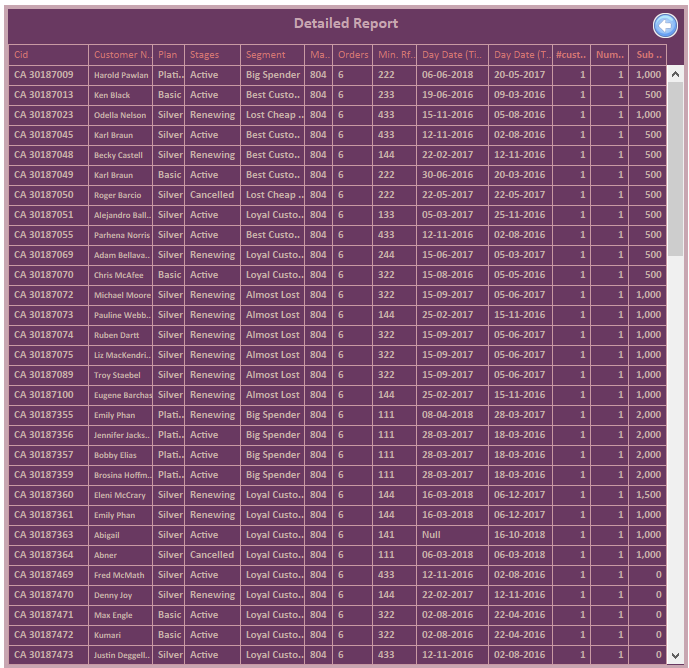 Detailed Report
Cid Customer N.. Plan Stages Segment Ma.. Orders Min. Rf.. Day Date (Ti.. Day Date (T.. #cust.. Num.. Sub ..
CA 30187009 Harold Pawlan Plati.. Active Big Spender 804 6 222 06-06-2018 20-05-2017 1 1 1,000
CA 30187013 Ken Black Basic Active Best Custo.. 804 6 233 19-06-2016 09-03-2016 1 1 500
CA 30187023 Odella Nelson Silver Renewing Lost Cheap .. 804 6 433 15-11-2016 05-08-2016 1 1 1,000
CA 30187045 Karl Braun Silver Active Best Custo.. 804 6 433 12-11-2016 02-08-2016 1 1 500
CA 30187048 Becky Castell Silver Renewing Best Custo.. 804 6 144 22-02-2017 12-11-2016 1 1 500
CA 30187049 Karl Braun Basic Active Best Custo.. 804 6 222 30-06-2016 20-03-2016 1 1 500
CA 30187050 Roger Barcio Silver Cancelled Lost Cheap .. 804 6 222 22-05-2017 22-05-2017 1 1 500
CA 30187051 Alejandro Ball.. Silver Active Loyal Custo.. 804 6 133 05-03-2017 25-11-2016 1 1 500
CA 30187055 Parhena Norris Silver Active Best Custo.. 804 6 433 12-11-2016 02-08-2016 1 1 500
CA 30187069 Adam Bellava.. Silver Renewing Loyal Custo.. 804 6 244 15-06-2017 05-03-2017 1 1 500
CA 30187070 Chris McAfee Basic Active Loyal Custo.. 804 6 322 15-08-2016 05-05-2016 1 1 500
CA 30187072 Michael Moore Silver Renewing Almost Lost 804 6 322 15-09-2017 05-06-2017 1 1 1,000
CA 30187073 Pauline Webb.. Silver Renewing Almost Lost 804 6 144 25-02-2017 15-11-2016 1 1 1,000
CA 30187074 Ruben Dartt Silver Renewing Almost Lost 804 6 322 15-09-2017 05-06-2017 1 1 1,000
CA 30187075 Liz MacKendri.. Silver Renewing Almost Lost 804 6 322 15-09-2017 05-06-2017 1 1 1,000
CA 30187089 Troy Staebel Silver Renewing Almost Lost 804 6 322 15-09-2017 05-06-2017 1 1 1,000
CA 30187100 Eugene Barchas Silver Renewing Almost Lost 804 6 144 25-02-2017 15-11-2016 1 1 1,000
CA 30187355 Emily Phan Plati.. Renewing Big Spender 804 6 111 08-04-2018 28-03-2017 1 1 2,000
CA 30187356 Jennifer Jacks.. Plati.. Active Big Spender 804 6 111 28-03-2017 18-03-2016 1 1 2,000
CA 30187357 Bobby Elias Plati.. Active Big Spender 804 6 111 28-03-2017 18-03-2016 1 1 2,000
CA 30187359 Brosina Hoffm.. Plati.. Active Big Spender 804 6 111 28-03-2017 18-03-2016 1 1 2,000
CA 30187360 Eleni McCrary Silver Renewing Loyal Custo.. 804 6 144 16-03-2018 06-12-2017 1 1 1,500
CA 30187361 Emily Phan Silver Renewing Loyal Custo.. 804 6 144 16-03-2018 06-12-2017 1 1 1,000
CA 30187363 Abigail Silver Active Loyal Custo.. 804 6 141 Null 16-10-2018 1 1 1,000
CA 30187364 Abner Silver Cancelled Loyal Custo.. 804 6 111 06-03-2018 06-03-2018 1 1 1,000
CA 30187469 Fred McMath Silver Active Loyal Custo.. 804 6 433 12-11-2016 02-08-2016 1 1 0
CA 30187470 Denny Joy Silver Renewing Loyal Custo.. 804 6 144 22-02-2017 12-11-2016 1 1 0
CA 30187471 Max Engle Basic Active Loyal Custo.. 804 6 322 02-08-2016 22-04-2016 1 1 0
CA 30187472 Kumari Basic Active Loyal Custo.. 804 6 322 02-08-2016 22-04-2016 1 1 0
CA 30187473 Justin Deggell.. Silver Active Loyal Custo.. 804 6 433 12-11-2016 02-08-2016 1 1 0